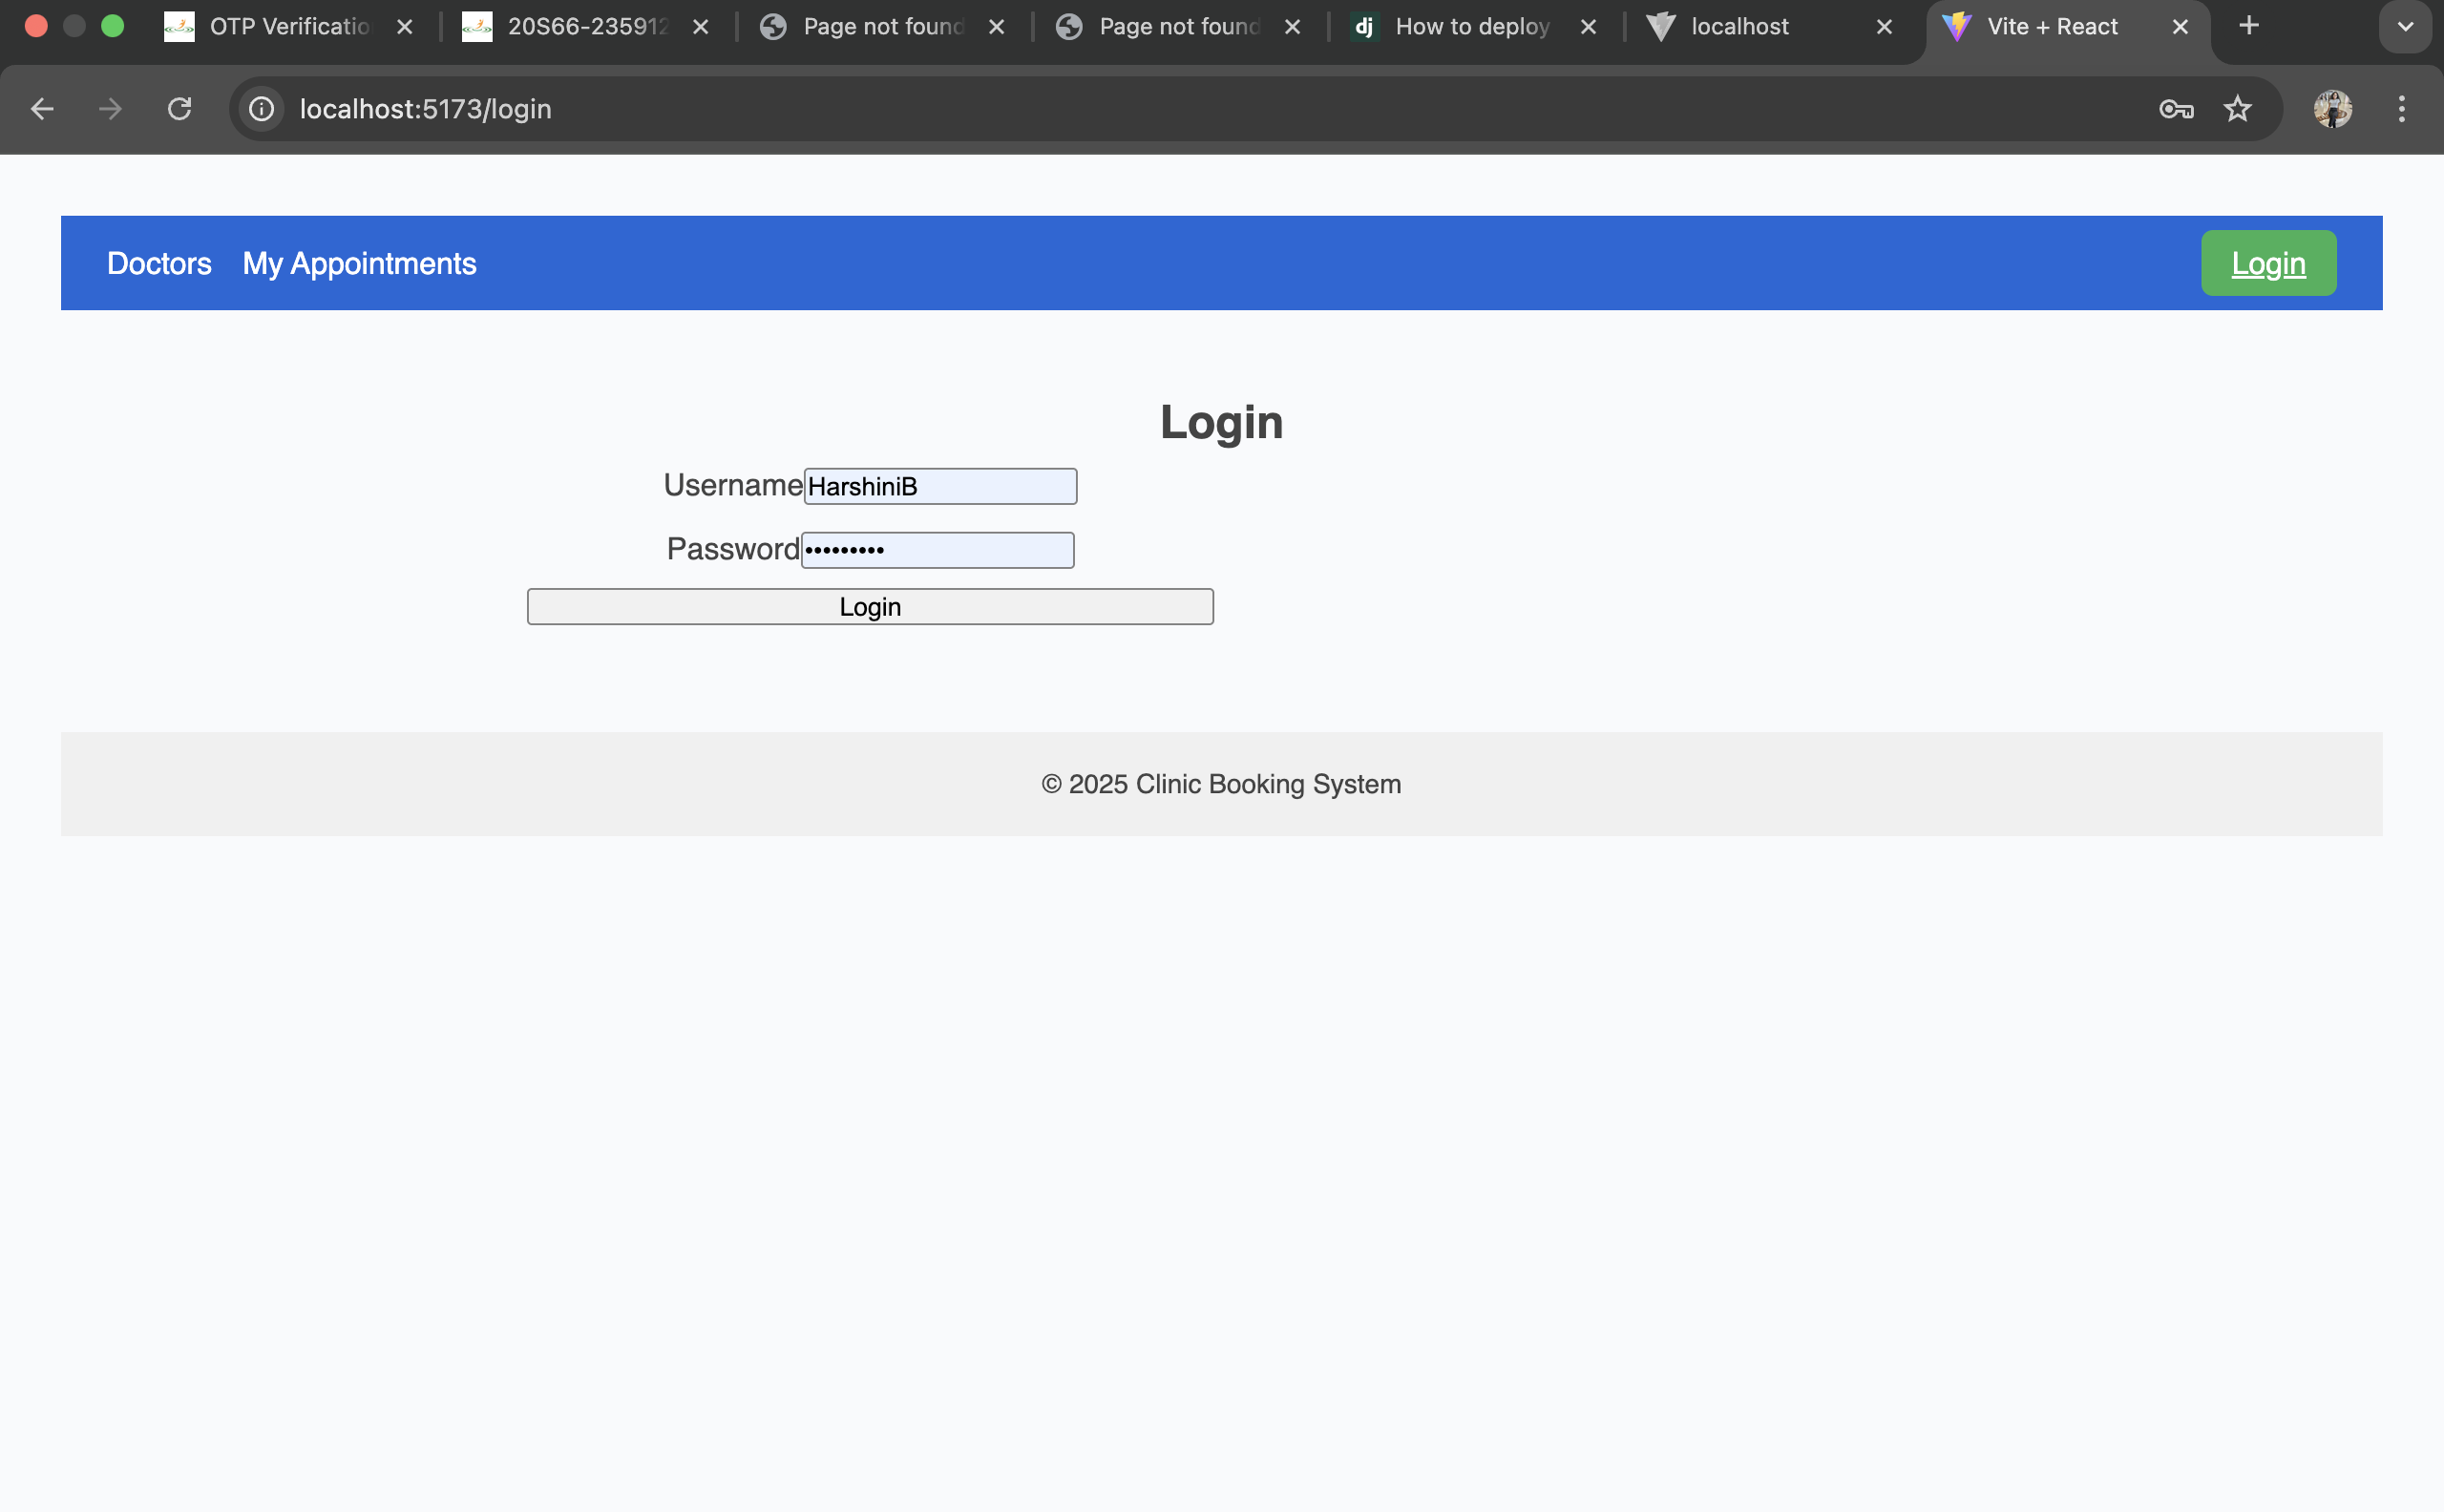 OTP Verificatio
20S66-235912
Page not found
Page not found
dj How to deploy
localhost
Vite + React
localhost:5173/login
Doctors My Appointments Login
Login
Username HarshiniB
Password •••••••••
Login
© 2025 Clinic Booking System